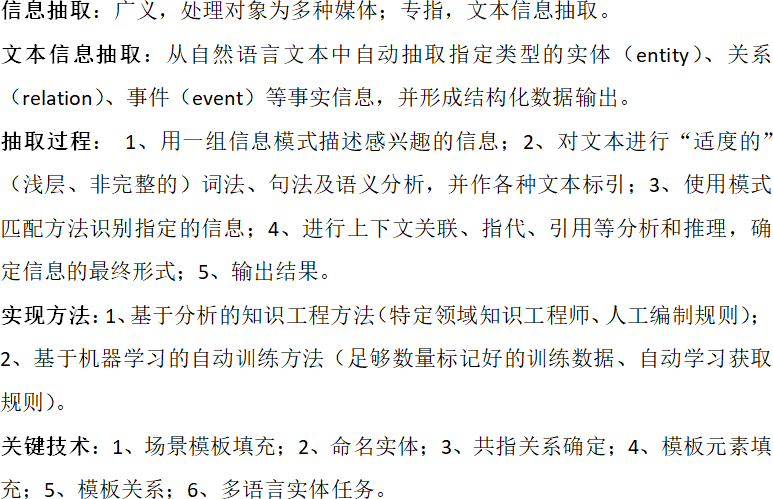 信息抽取：广义，处理对象为多种媒体；专指，文本信息抽取。
文本信息抽取：从自然语言文本中自动抽取指定类型的实体（entity）、关系
（relation）、事件（event）等事实信息，并形成结构化数据输出。
抽取过程： 1、用一组信息模式描述感兴趣的信息；2、对文本进行“适度的”
（浅层、非完整的）词法、句法及语义分析，并作各种文本标引；3、使用模式
匹配方法识别指定的信息；4、进行上下文关联、指代、引用等分析和推理，确
定信息的最终形式；5、输出结果。
实现方法：1、基于分析的知识工程方法（特定领域知识工程师、人工编制规则）；
2、基于机器学习的自动训练方法（足够数量标记好的训练数据、自动学习获取
规则）。
关键技术：1、场景模板填充；2、命名实体；3、共指关系确定；4、模板元素填
充；5、模板关系；6、多语言实体任务。